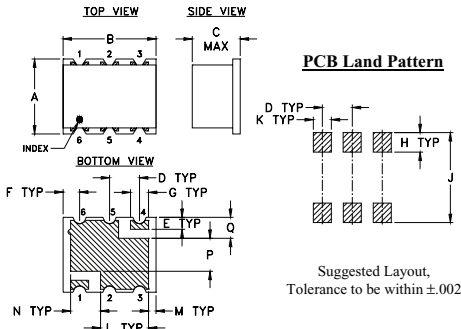 TOP VIEW
SIDE VIEW
B
C
MAX
1 2 3
A
INDEX
6 5 4
BOTTOM VIEW
F TYP
D TYP
G TYP
6 5 4
E TYP
Q
P
1 2 3
N TYP
M TYP
L TYP
PCB Land Pattern
D TYP
K TYP
H TYP
J
Suggested Layout,
Tolerance to be within ±.002